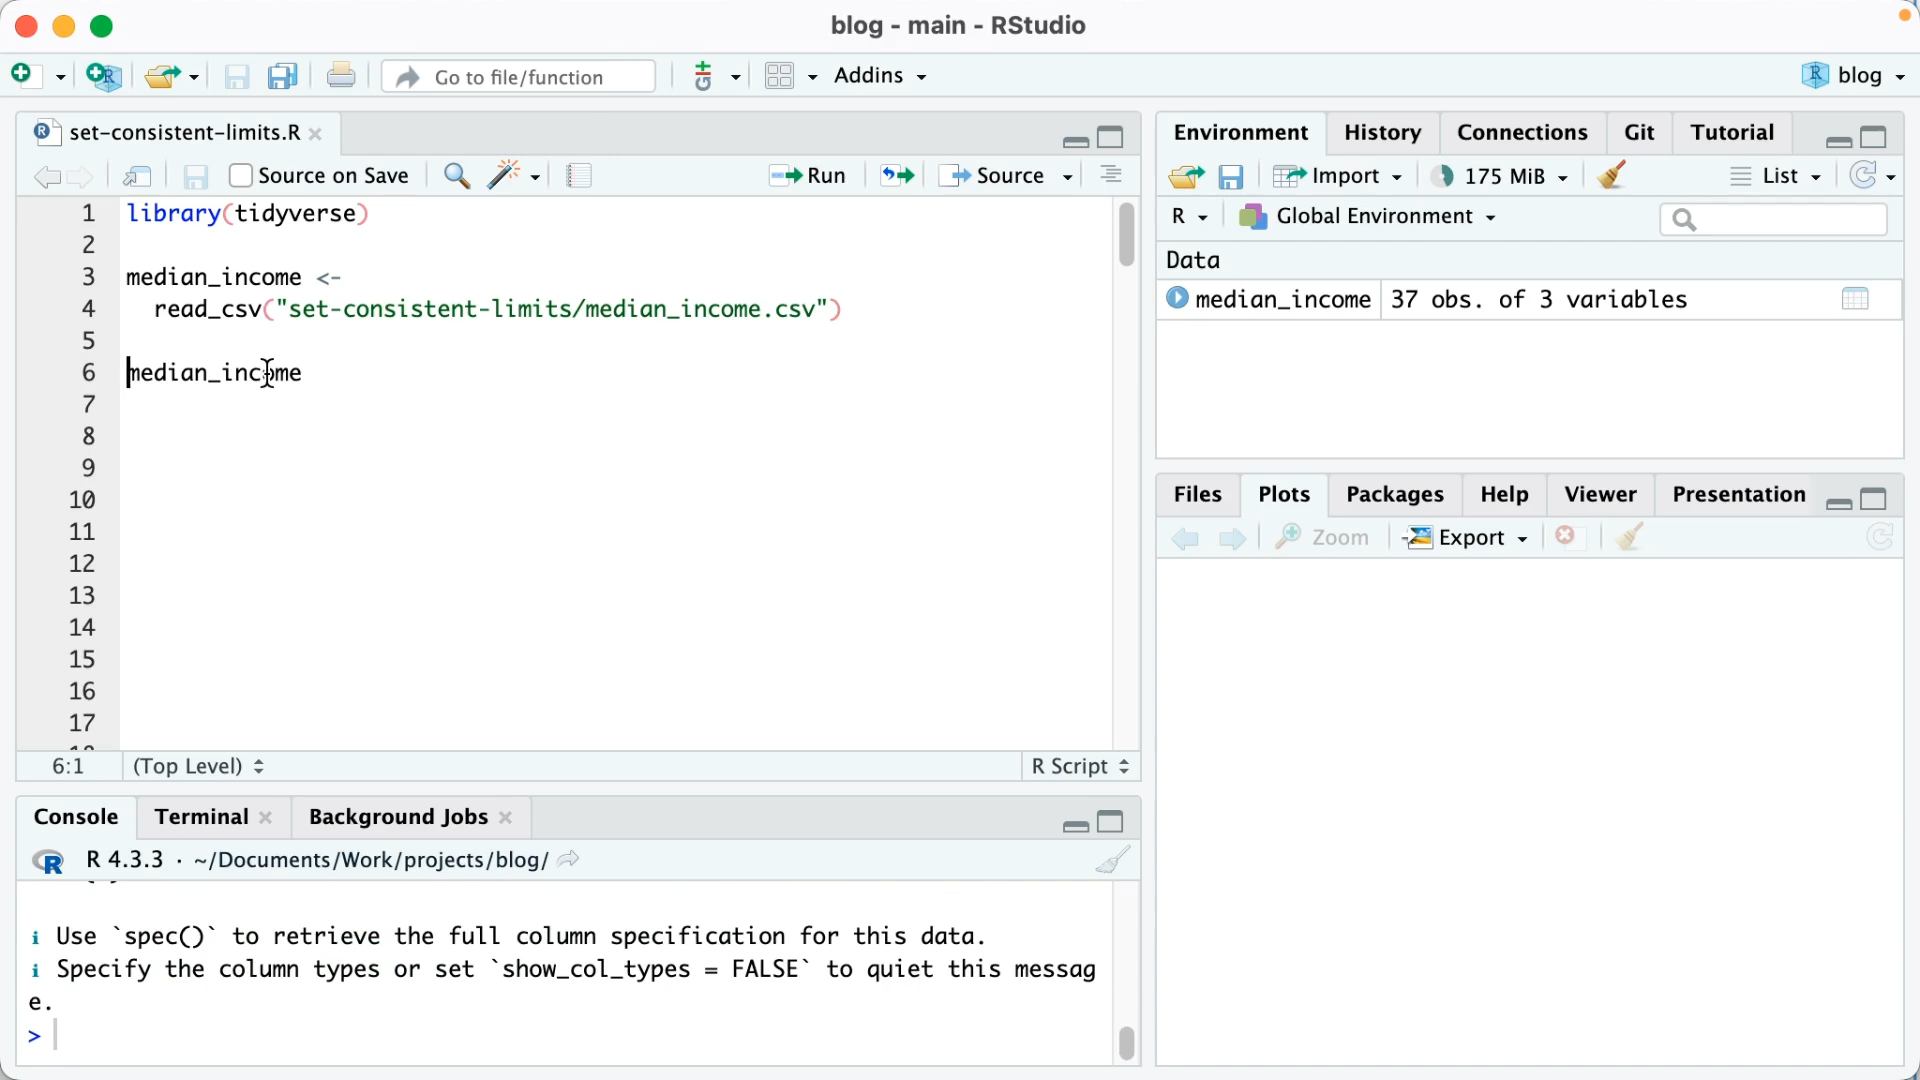 blog - main - RStudio
Go to file/function
Addins
blog
set-consistent-limits.R
Source on Save
Run
Source
1 library(tidyverse)
2
3 median_income <-
4 read_csv("set-consistent-limits/median_income.csv")
5
6 median_income
7
8
9
10
11
12
13
14
15
16
17
6:1 (Top Level) R Script
Console Terminal Background Jobs
R 4.3.3 · ~/Documents/Work/projects/blog/
i Use `spec()` to retrieve the full column specification for this data.
i Specify the column types or set `show_col_types = FALSE` to quiet this messag
e.
>
Environment History Connections Git Tutorial
Import 175 MiB List
R Global Environment
Data
median_income 37 obs. of 3 variables
Files Plots Packages Help Viewer Presentation
Zoom Export